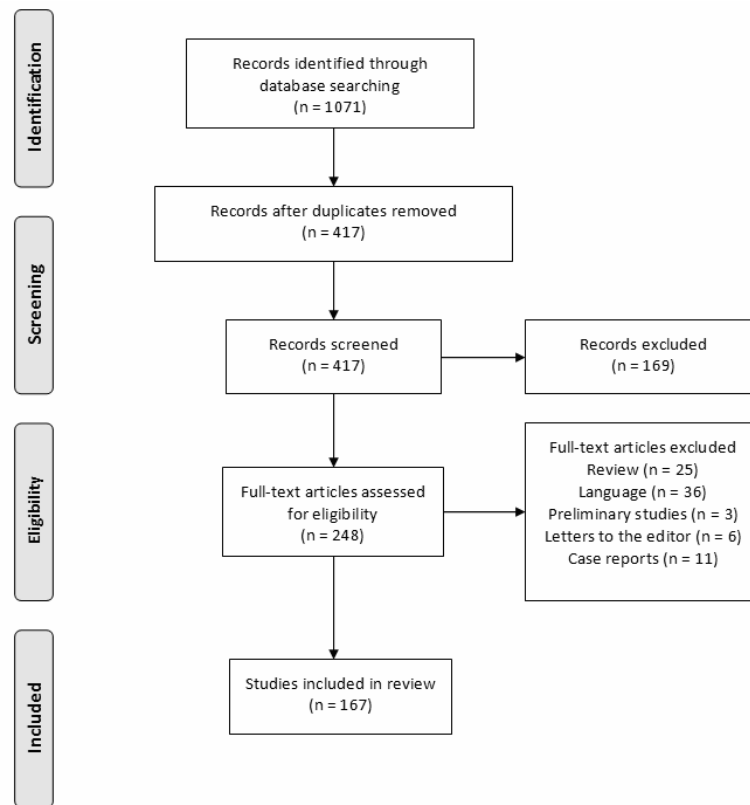 Identification
Records identified through
database searching
(n = 1071)
Records after duplicates removed
(n = 417)
Screening
Records screened
(n = 417)
Records excluded
(n = 169)
Eligibility
Full-text articles assessed
for eligibility
(n = 248)
Full-text articles excluded
Review (n = 25)
Language (n = 36)
Preliminary studies (n = 3)
Letters to the editor (n = 6)
Case reports (n = 11)
Included
Studies included in review
(n = 167)